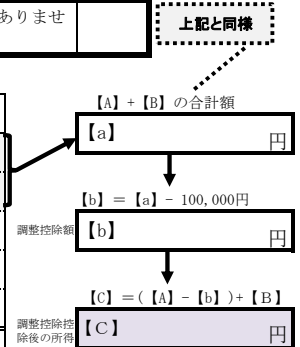 ありませ
上記と同様
【A】+【B】の合計額
【a】
円
【b】＝【a】- 100,000円
調整控除額
【b】
円
【C】＝(【A】-【b】)+【B】
調整控除控
除後の所得
【C】
円